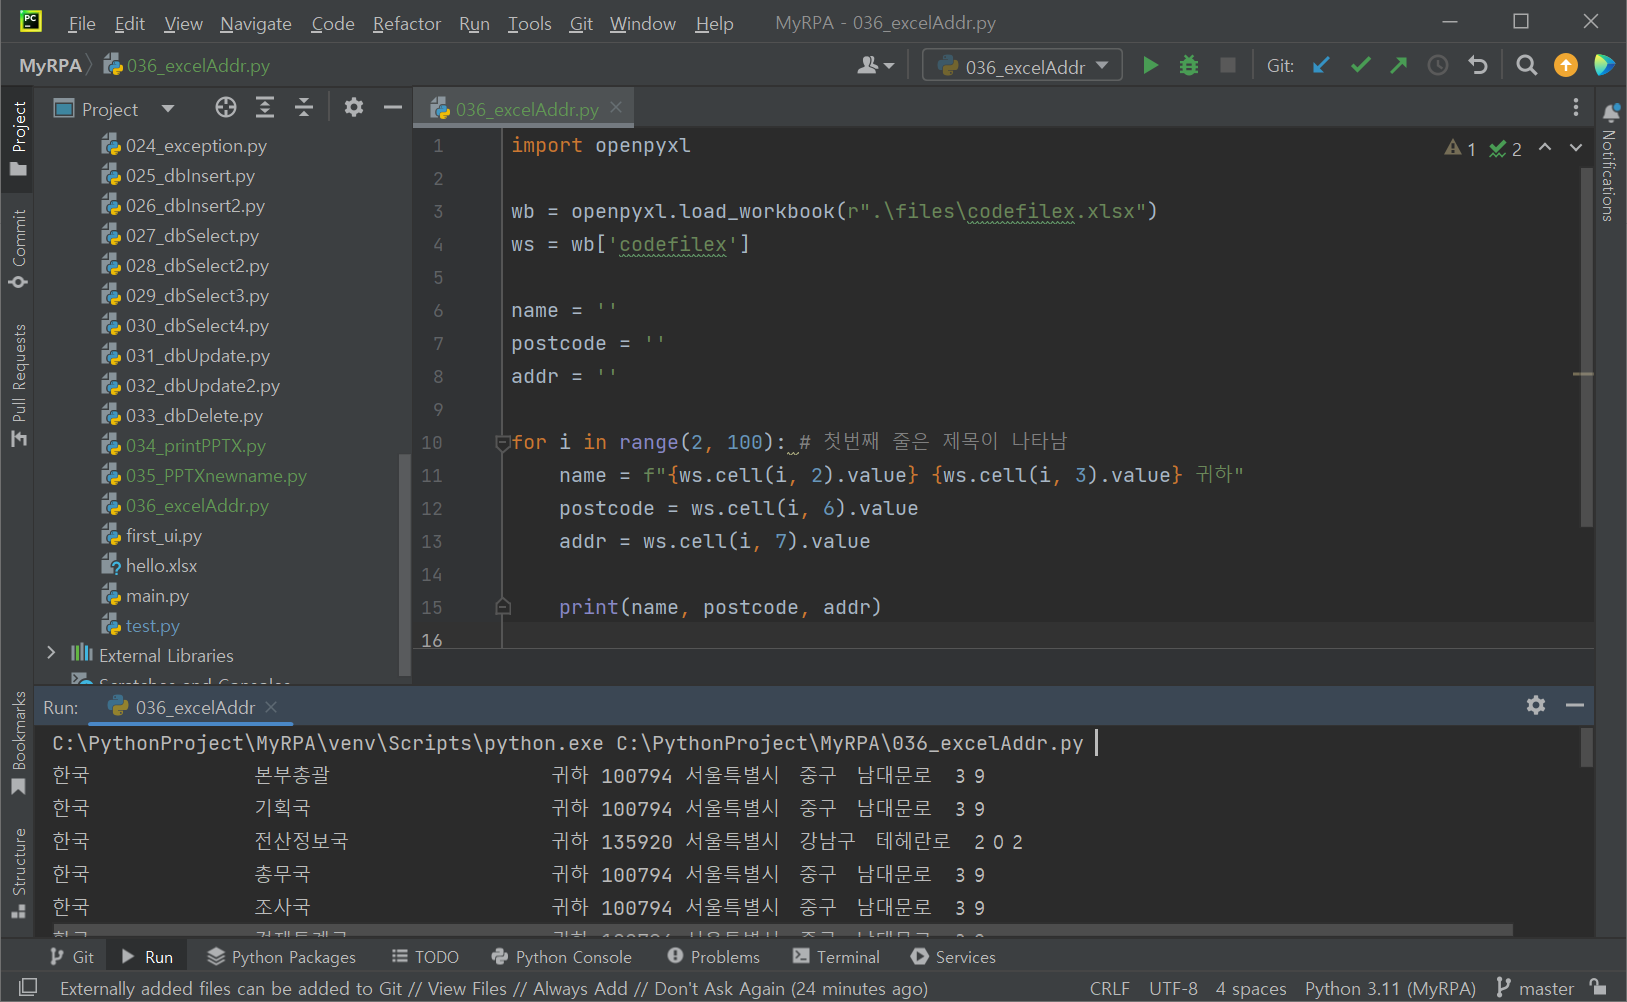 File Edit View Navigate Code Refactor Run Tools Git Window Help MyRPA - 036_excelAddr.py
MyRPA 036_excelAddr.py 036_excelAddr Git:
Project
024_exception.py
025_dbInsert.py
026_dbInsert2.py
027_dbSelect.py
028_dbSelect2.py
029_dbSelect3.py
030_dbSelect4.py
031_dbUpdate.py
032_dbUpdate2.py
033_dbDelete.py
034_printPPTX.py
035_PPTXnewname.py
036_excelAddr.py
first_ui.py
hello.xlsx
main.py
test.py
External Libraries
Scratches and Consoles
Project
Commit
Pull Requests
Bookmarks
Structure
Notifications
036_excelAddr.py
1 2
1 import openpyxl
2
3 wb = openpyxl.load_workbook(r".\files\codefilex.xlsx")
4 ws = wb['codefilex']
5
6 name = ''
7 postcode = ''
8 addr = ''
9
10 for i in range(2, 100): # 첫번째 줄은 제목이 나타남
11 name = f"{ws.cell(i, 2).value} {ws.cell(i, 3).value} 귀하"
12 postcode = ws.cell(i, 6).value
13 addr = ws.cell(i, 7).value
14
15 print(name, postcode, addr)
16
Run: 036_excelAddr
C:\PythonProject\MyRPA\venv\Scripts\python.exe C:\PythonProject\MyRPA\036_excelAddr.py
한국 본부총괄 귀하 100794 서울특별시 중구 남대문로 3 9
한국 기획국 귀하 100794 서울특별시 중구 남대문로 3 9
한국 전산정보국 귀하 135920 서울특별시 강남구 테헤란로 2 0 2
한국 총무국 귀하 100794 서울특별시 중구 남대문로 3 9
한국 조사국 귀하 100794 서울특별시 중구 남대문로 3 9
Git Run Python Packages TODO Python Console Problems Terminal Services
Externally added files can be added to Git // View Files // Always Add // Don't Ask Again (24 minutes ago) CRLF UTF-8 4 spaces Python 3.11 (MyRPA) master